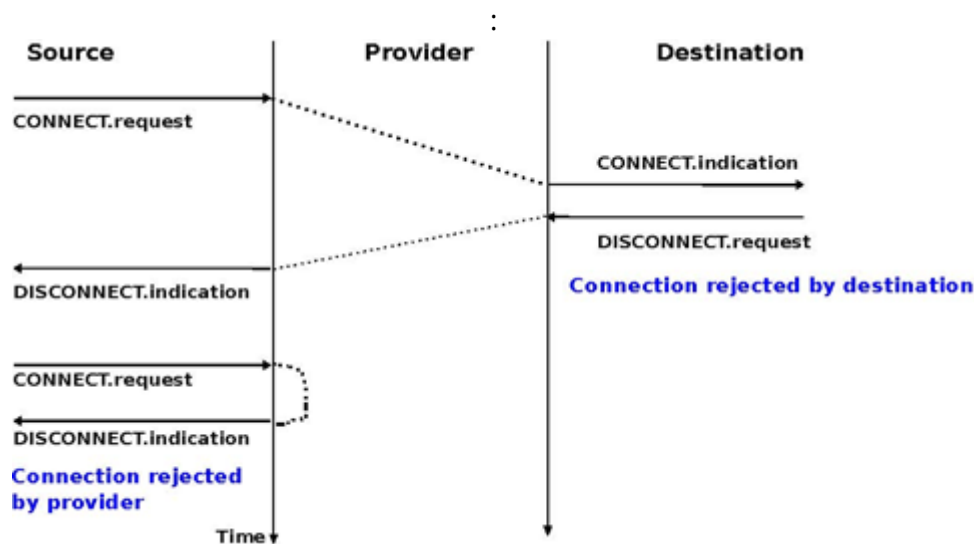 :
Source Provider Destination
CONNECT.request
CONNECT.indication
DISCONNECT.request
DISCONNECT.indication
Connection rejected by destination
CONNECT.request
DISCONNECT.indication
Connection rejected
by provider
Time